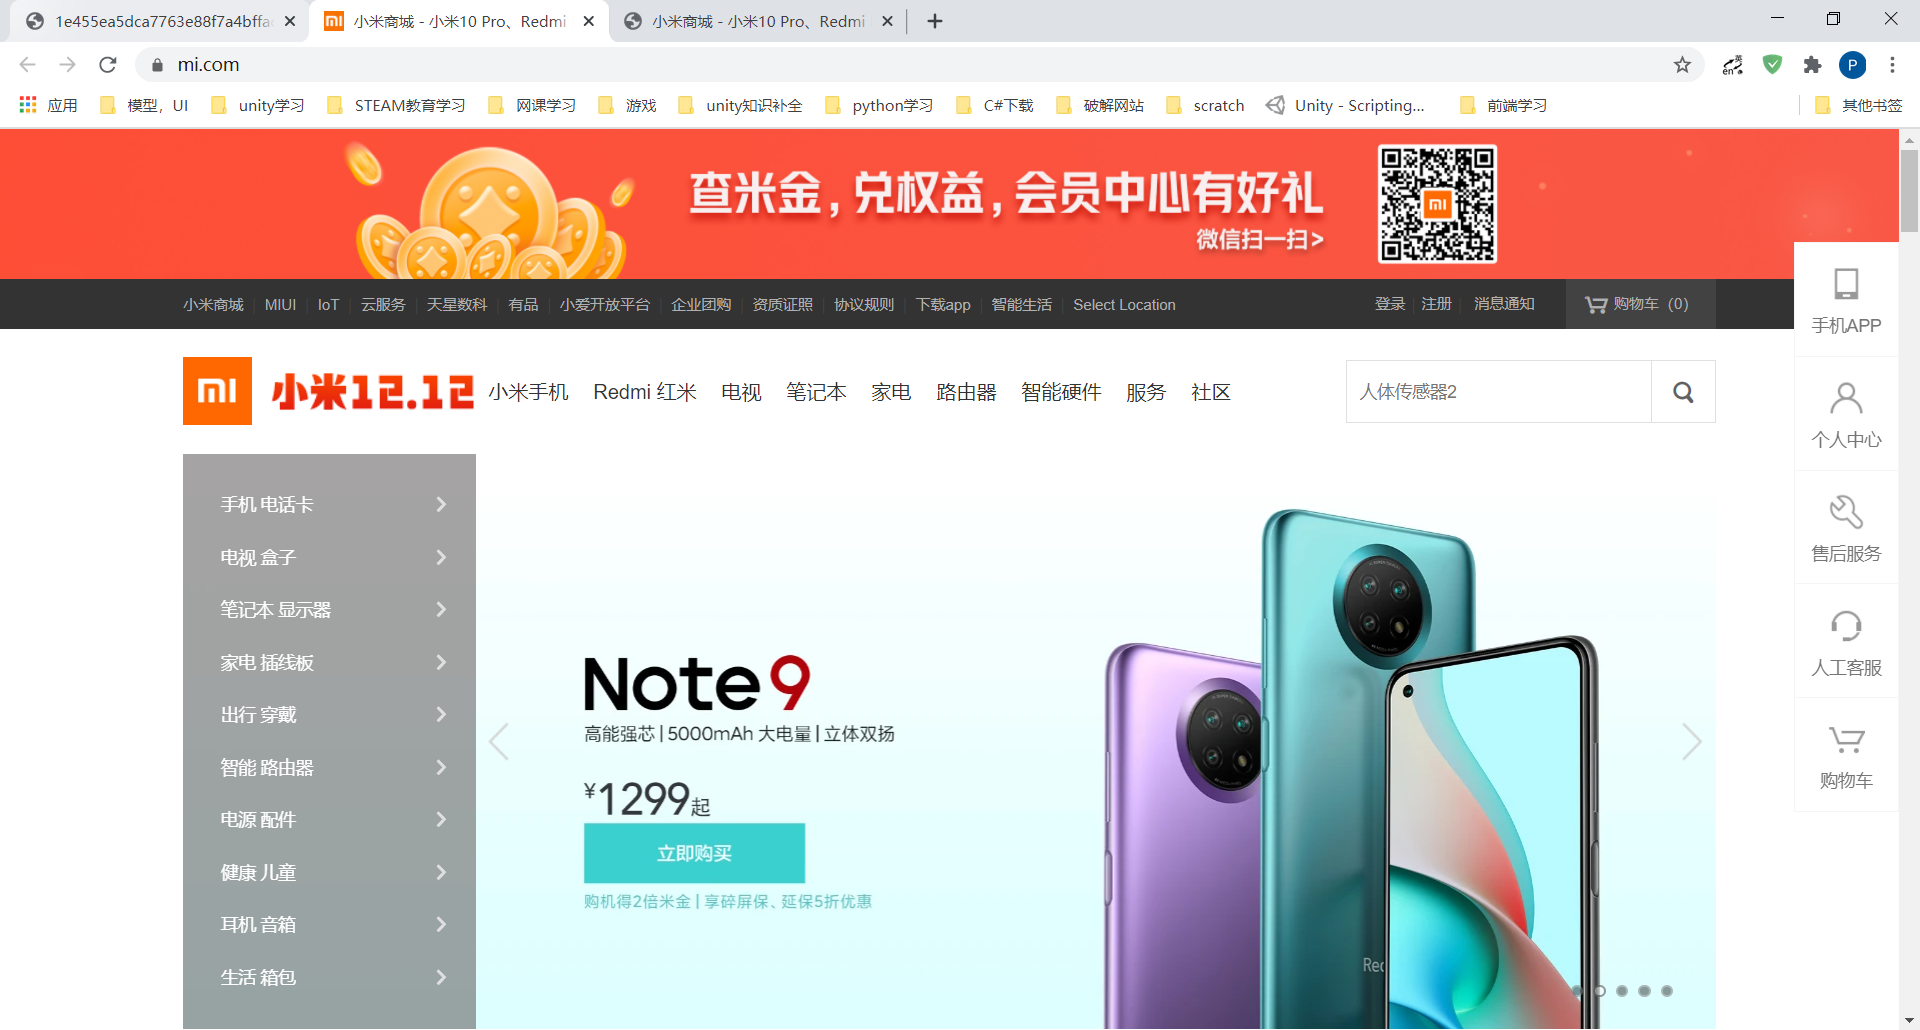 1e455ea5dca7763e88f7a4bffa
小米商城 - 小米10 Pro、Redmi
小米商城 - 小米10 Pro、Redmi
mi.com
P
应用
模型，UI
unity学习
STEAM教育学习
网课学习
游戏
unity知识补全
python学习
C#下载
破解网站
scratch
Unity - Scripting...
前端学习
其他书签
查米金，兑权益，会员中心有好礼
微信扫一扫>
小米商城 MIUI IoT 云服务 天星数科 有品 小爱开放平台 企业团购 资质证照 协议规则 下载app 智能生活 Select Location
登录 注册 消息通知 购物车（0）
小米12.12
小米手机 Redmi 红米 电视 笔记本 家电 路由器 智能硬件 服务 社区
人体传感器2
手机 电话卡
电视 盒子
笔记本 显示器
家电 插线板
出行 穿戴
智能 路由器
电源 配件
健康 儿童
耳机 音箱
生活 箱包
Note 9
高能强芯 | 5000mAh 大电量 | 立体双扬
¥1299起
立即购买
购机得2倍米金 | 享碎屏保、延保5折优惠
手机APP
个人中心
售后服务
人工客服
购物车